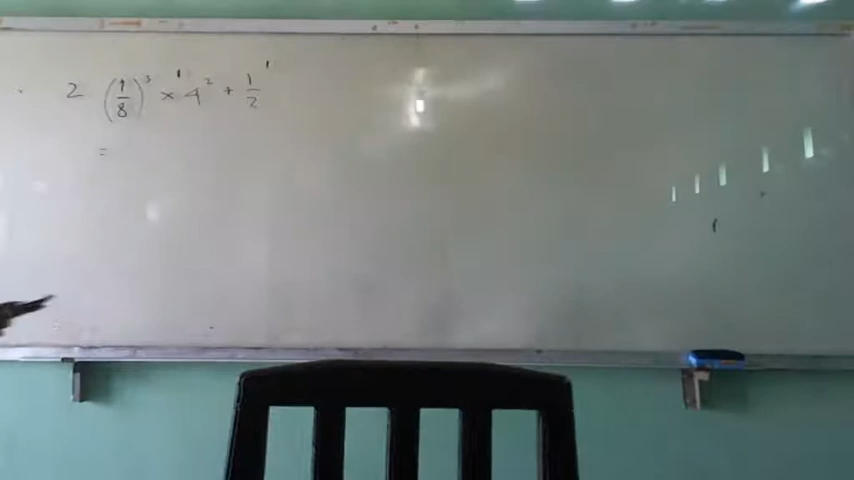 2 (1/8)³ × 4² + 1/2
=